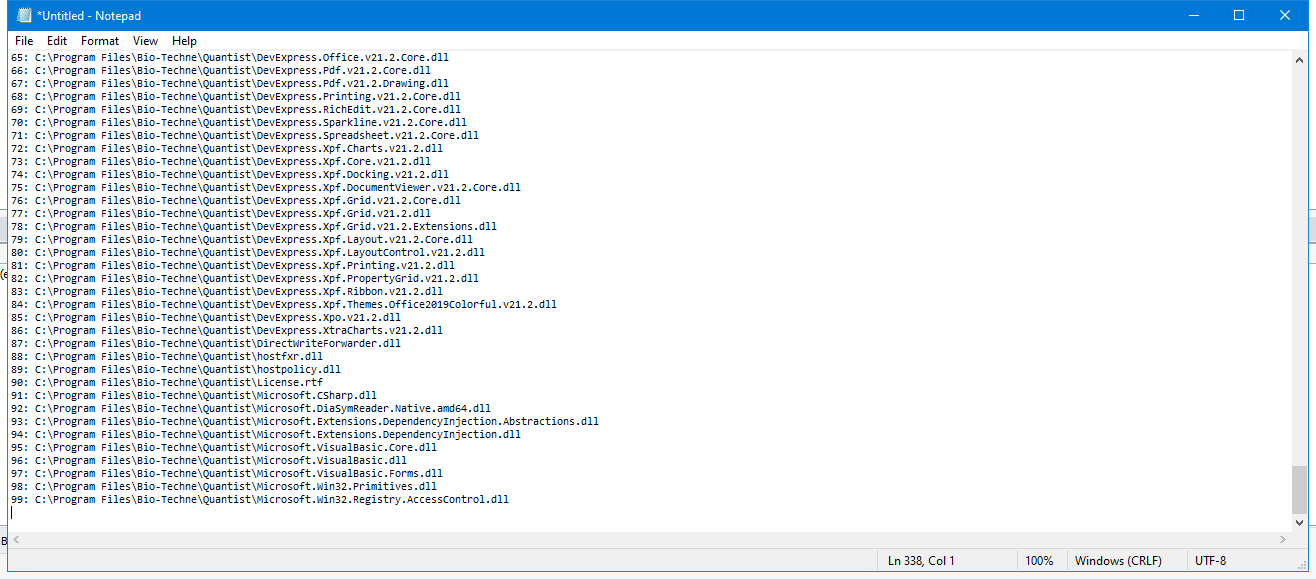 *Untitled - Notepad
File Edit Format View Help
65: C:\Program Files\Bio-Techne\Quantist\DevExpress.Office.v21.2.Core.dll
66: C:\Program Files\Bio-Techne\Quantist\DevExpress.Pdf.v21.2.Core.dll
67: C:\Program Files\Bio-Techne\Quantist\DevExpress.Pdf.v21.2.Drawing.dll
68: C:\Program Files\Bio-Techne\Quantist\DevExpress.Printing.v21.2.Core.dll
69: C:\Program Files\Bio-Techne\Quantist\DevExpress.RichEdit.v21.2.Core.dll
70: C:\Program Files\Bio-Techne\Quantist\DevExpress.Sparkline.v21.2.Core.dll
71: C:\Program Files\Bio-Techne\Quantist\DevExpress.Spreadsheet.v21.2.Core.dll
72: C:\Program Files\Bio-Techne\Quantist\DevExpress.Xpf.Charts.v21.2.dll
73: C:\Program Files\Bio-Techne\Quantist\DevExpress.Xpf.Core.v21.2.dll
74: C:\Program Files\Bio-Techne\Quantist\DevExpress.Xpf.Docking.v21.2.dll
75: C:\Program Files\Bio-Techne\Quantist\DevExpress.Xpf.DocumentViewer.v21.2.Core.dll
76: C:\Program Files\Bio-Techne\Quantist\DevExpress.Xpf.Grid.v21.2.Core.dll
77: C:\Program Files\Bio-Techne\Quantist\DevExpress.Xpf.Grid.v21.2.dll
78: C:\Program Files\Bio-Techne\Quantist\DevExpress.Xpf.Grid.v21.2.Extensions.dll
79: C:\Program Files\Bio-Techne\Quantist\DevExpress.Xpf.Layout.v21.2.Core.dll
80: C:\Program Files\Bio-Techne\Quantist\DevExpress.Xpf.LayoutControl.v21.2.dll
81: C:\Program Files\Bio-Techne\Quantist\DevExpress.Xpf.Printing.v21.2.dll
82: C:\Program Files\Bio-Techne\Quantist\DevExpress.Xpf.PropertyGrid.v21.2.dll
83: C:\Program Files\Bio-Techne\Quantist\DevExpress.Xpf.Ribbon.v21.2.dll
84: C:\Program Files\Bio-Techne\Quantist\DevExpress.Xpf.Themes.Office2019Colorful.v21.2.dll
85: C:\Program Files\Bio-Techne\Quantist\DevExpress.Xpo.v21.2.dll
86: C:\Program Files\Bio-Techne\Quantist\DevExpress.XtraCharts.v21.2.dll
87: C:\Program Files\Bio-Techne\Quantist\DirectWriteForwarder.dll
88: C:\Program Files\Bio-Techne\Quantist\hostfxr.dll
89: C:\Program Files\Bio-Techne\Quantist\hostpolicy.dll
90: C:\Program Files\Bio-Techne\Quantist\License.rtf
91: C:\Program Files\Bio-Techne\Quantist\Microsoft.CSharp.dll
92: C:\Program Files\Bio-Techne\Quantist\Microsoft.DiaSymReader.Native.amd64.dll
93: C:\Program Files\Bio-Techne\Quantist\Microsoft.Extensions.DependencyInjection.Abstractions.dll
94: C:\Program Files\Bio-Techne\Quantist\Microsoft.Extensions.DependencyInjection.dll
95: C:\Program Files\Bio-Techne\Quantist\Microsoft.VisualBasic.Core.dll
96: C:\Program Files\Bio-Techne\Quantist\Microsoft.VisualBasic.dll
97: C:\Program Files\Bio-Techne\Quantist\Microsoft.VisualBasic.Forms.dll
98: C:\Program Files\Bio-Techne\Quantist\Microsoft.Win32.Primitives.dll
99: C:\Program Files\Bio-Techne\Quantist\Microsoft.Win32.Registry.AccessControl.dll
Ln 338, Col 1 100% Windows (CRLF) UTF-8